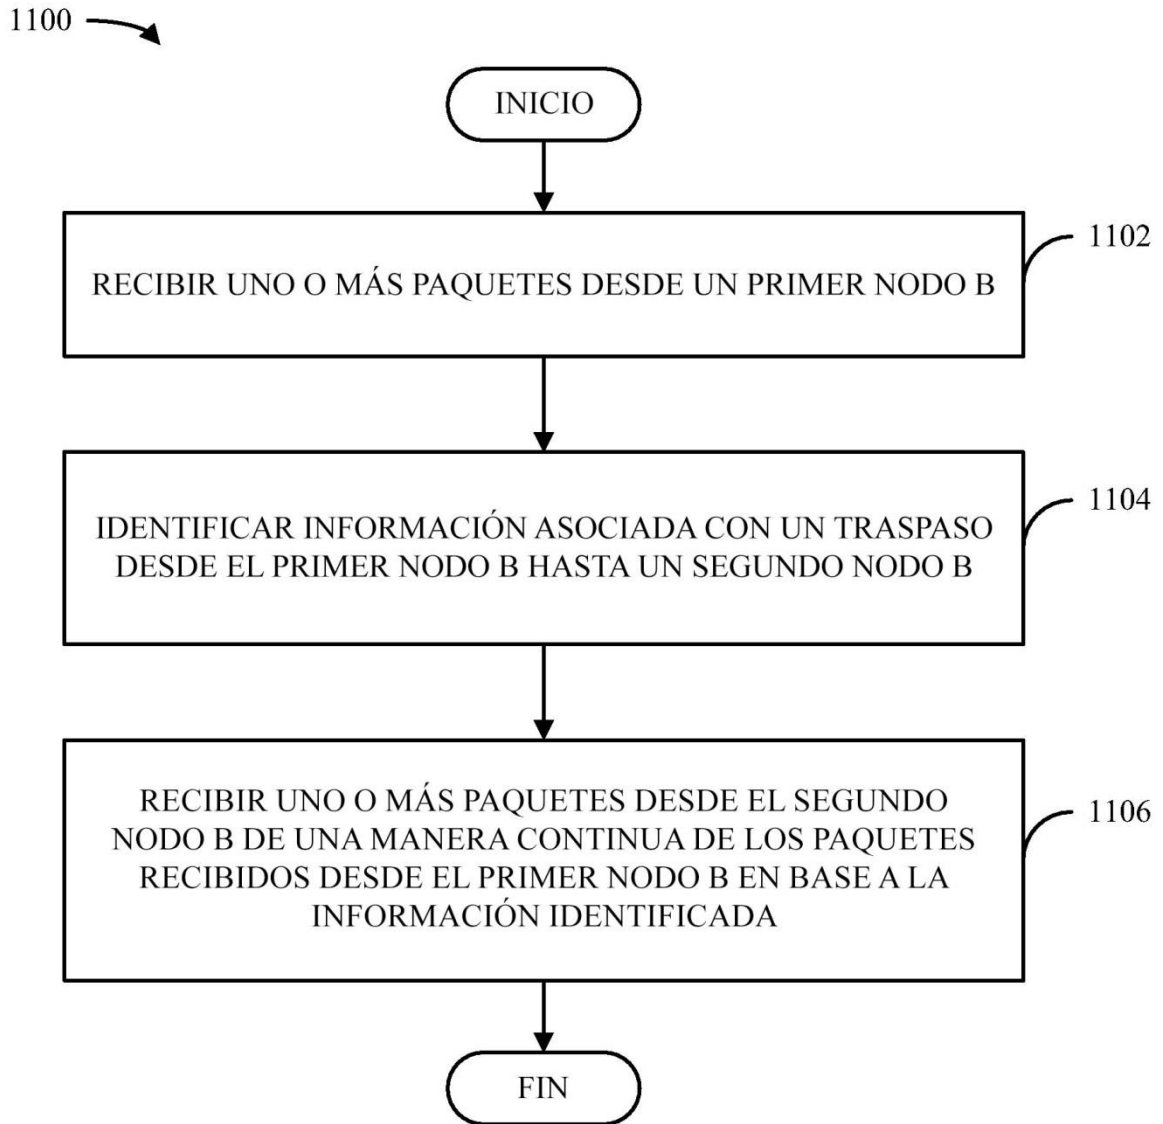 1100
INICIO
RECIBIR UNO O MÁS PAQUETES DESDE UN PRIMER NODO B
1102
IDENTIFICAR INFORMACIÓN ASOCIADA CON UN TRASPASO
DESDE EL PRIMER NODO B HASTA UN SEGUNDO NODO B
1104
RECIBIR UNO O MÁS PAQUETES DESDE EL SEGUNDO
NODO B DE UNA MANERA CONTINUA DE LOS PAQUETES
RECIBIDOS DESDE EL PRIMER NODO B EN BASE A LA
INFORMACIÓN IDENTIFICADA
1106
FIN